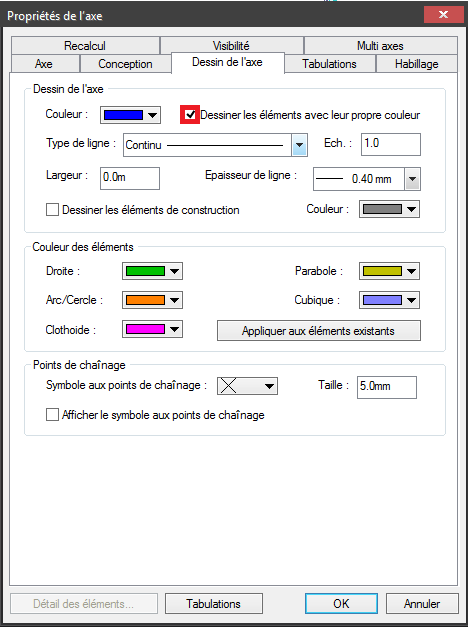 Propriétés de l'axe
Recalcul Visibilité Multi axes
Axe Conception Dessin de l'axe Tabulations Habillage
Dessin de l'axe
Couleur : Dessiner les éléments avec leur propre couleur
Type de ligne : Continu Ech. : 1.0
Largeur : 0.0m Epaisseur de ligne : 0.40 mm
Dessiner les éléments de construction Couleur :
Couleur des éléments
Droite : Parabole :
Arc/Cercle : Cubique :
Clothoide : Appliquer aux éléments existants
Points de chaînage
Symbole aux points de chaînage : Taille : 5.0mm
Afficher le symbole aux points de chaînage
Détail des éléments... Tabulations OK Annuler